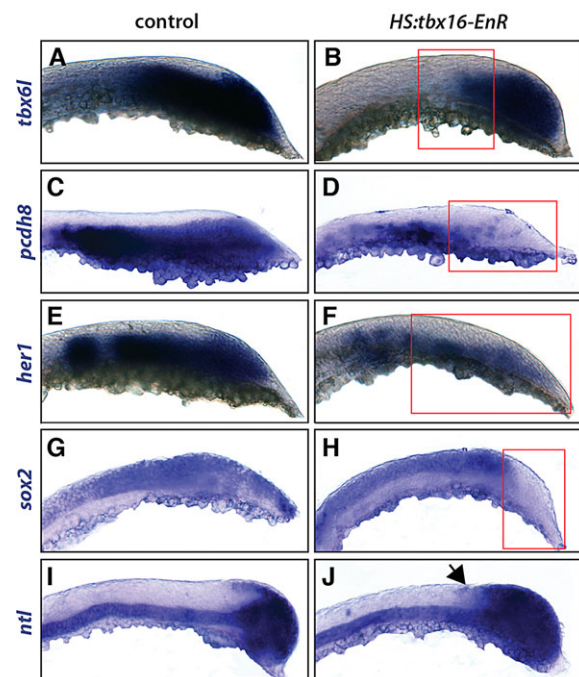 control HS:tbx16-EnR
tbx6l A B
pcdh8 C D
her1 E F
sox2 G H
ntl I J